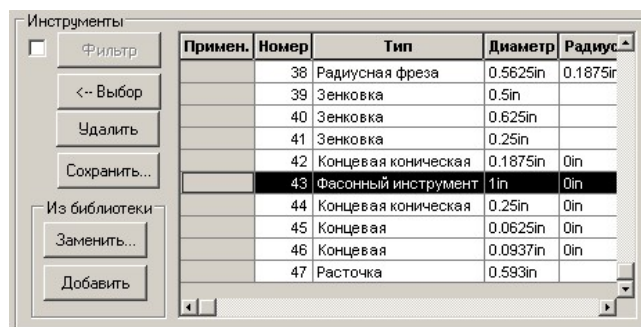 Инструменты
Фильтр
<-- Выбор
Удалить
Сохранить...
Из библиотеки
Заменить...
Добавить
Примен. Номер Тип Диаметр Радиус
38 Радиусная фреза 0.5625in 0.1875in
39 Зенковка 0.5in
40 Зенковка 0.625in
41 Зенковка 0.25in
42 Концевая коническая 0.1875in 0in
43 Фасонный инструмент 1in 0in
44 Концевая коническая 0.25in 0in
45 Концевая 0.0625in 0in
46 Концевая 0.0937in 0in
47 Расточка 0.593in